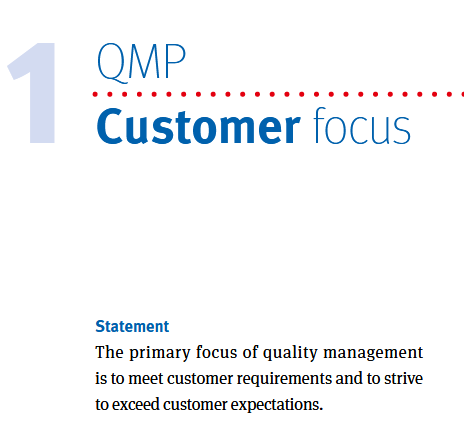 1
QMP
Customer focus
Statement
The primary focus of quality management
is to meet customer requirements and to strive
to exceed customer expectations.